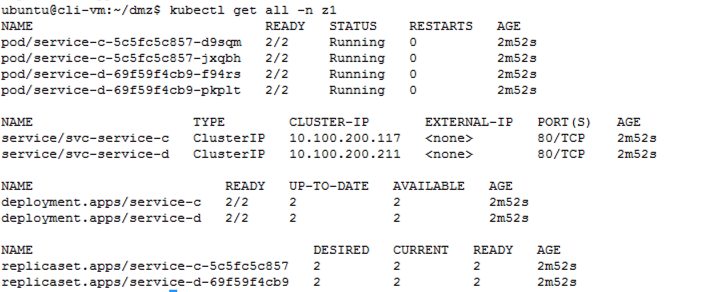 ubuntu@cli-vm:~/dmz$ kubectl get all -n z1
NAME READY STATUS RESTARTS AGE
pod/service-c-5c5fc5c857-d9sqm 2/2 Running 0 2m52s
pod/service-c-5c5fc5c857-jxqbh 2/2 Running 0 2m52s
pod/service-d-69f59f4cb9-f94rs 2/2 Running 0 2m52s
pod/service-d-69f59f4cb9-pkplt 2/2 Running 0 2m52s
NAME TYPE CLUSTER-IP EXTERNAL-IP PORT(S) AGE
service/svc-service-c ClusterIP 10.100.200.117 <none> 80/TCP 2m52s
service/svc-service-d ClusterIP 10.100.200.211 <none> 80/TCP 2m52s
NAME READY UP-TO-DATE AVAILABLE AGE
deployment.apps/service-c 2/2 2 2 2m52s
deployment.apps/service-d 2/2 2 2 2m52s
NAME DESIRED CURRENT READY AGE
replicaset.apps/service-c-5c5fc5c857 2 2 2 2m52s
replicaset.apps/service-d-69f59f4cb9 2 2 2 2m52s